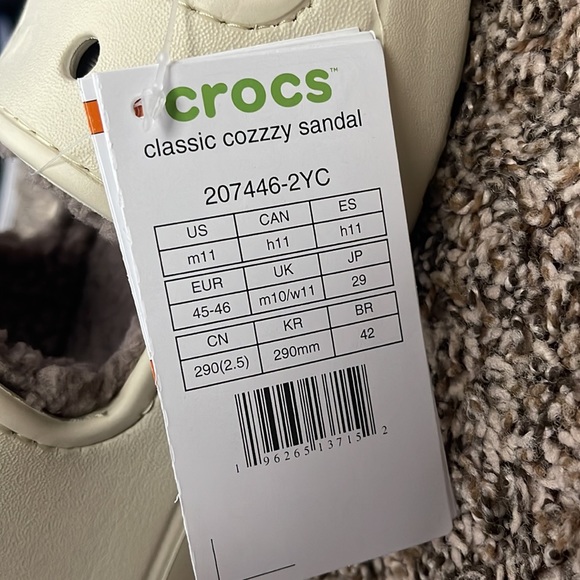 crocs™
classic cozzzy sandal
207446-2YC
US CAN ES
m11 h11 h11
EUR UK JP
45-46 m10/w11 29
CN KR BR
290(2.5) 290mm 42
1 96265 13715 2